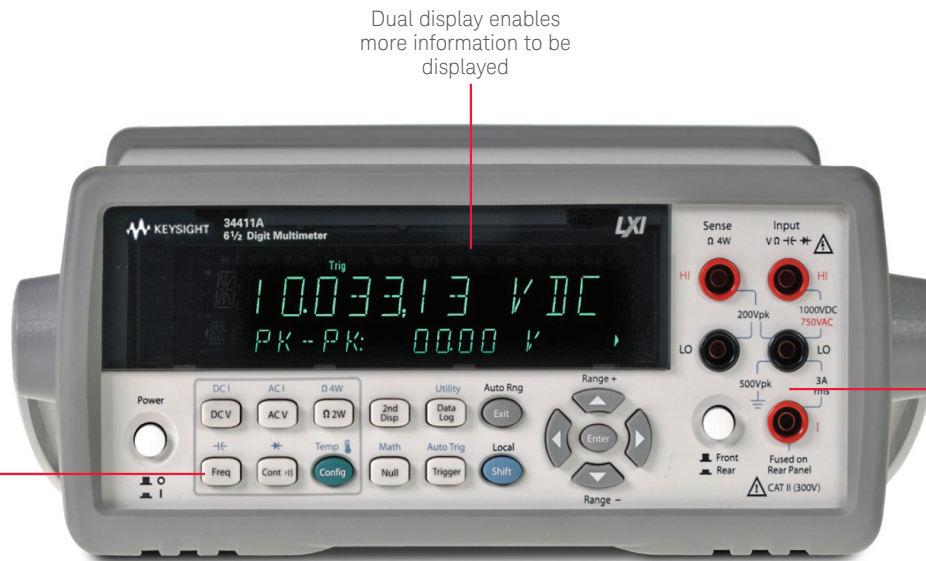 Dual display enables
more information to be
displayed
KEYSIGHT 34411A
6½ Digit Multimeter
LXI
Trig
10.033,13 V DC
PK-PK: 00.00 V
Sense
Ω 4W
Input
V Ω
HI
HI
200Vpk
1000VDC
750VAC
LO
LO
500Vpk
3A
rms
I
Fused on
Rear Panel
CAT II (300V)
Front
Rear
Power
O
I
DC I
AC I
Ω 4W
Utility
Auto Rng
Range +
DC V
AC V
Ω 2W
2nd
Disp
Data
Log
Exit
Enter
Temp
Math
Auto Trig
Local
Freq
Cont
Config
Null
Trigger
Shift
Range –